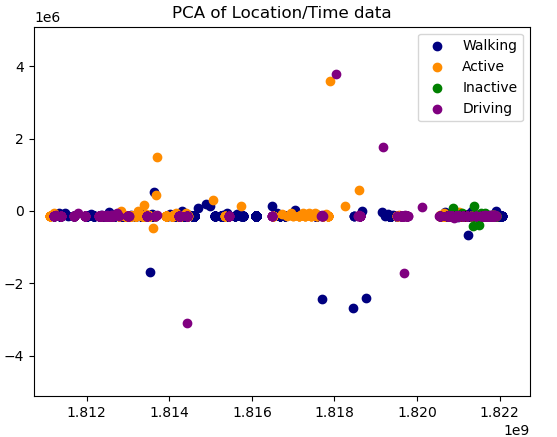 PCA of Location/Time data
1e6
Walking
Active
Inactive
Driving
4
2
0
−2
−4
1.812 1.814 1.816 1.818 1.820 1.822
1e9